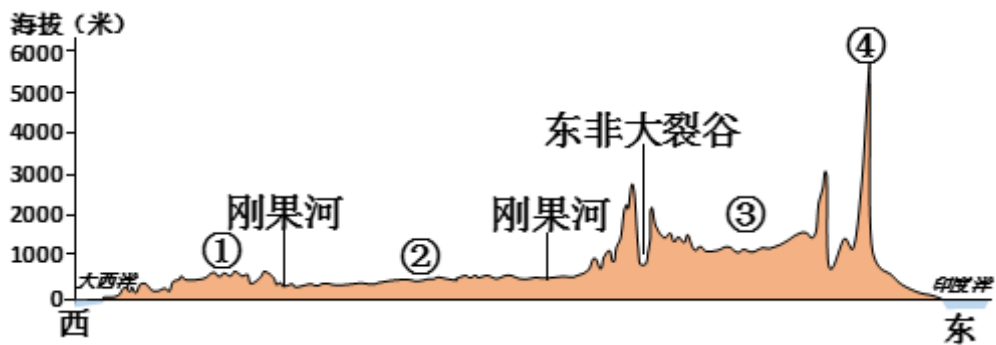 海拔（米）
6000
④
5000
4000
东非大裂谷
3000
刚果河
刚果河
③
2000
①
②
1000
大西洋
印度洋
0
西
东